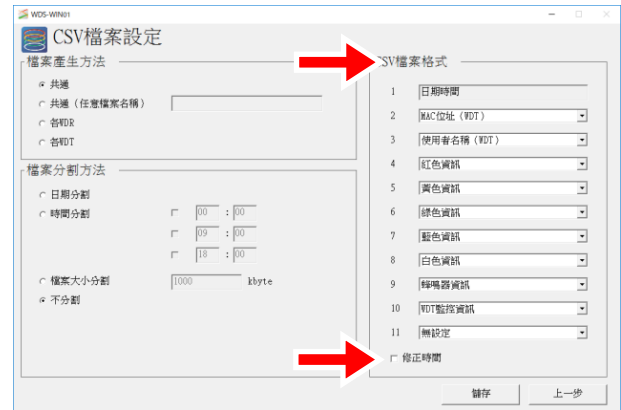 WDS-WIN01
CSV檔案設定
檔案產生方法
共通
共通（任意檔案名稱）
各WDR
各WDT
檔案分割方法
日期分割
時間分割
00 : 00
09 : 00
18 : 00
檔案大小分割 1000 kbyte
不分割
CSV檔案格式
1 日期時間
2 MAC位址（WDT）
3 使用者名稱（WDT）
4 紅色資訊
5 黃色資訊
6 綠色資訊
7 藍色資訊
8 白色資訊
9 蜂鳴器資訊
10 WDT監控資訊
11 無設定
修正時間
儲存 上一步